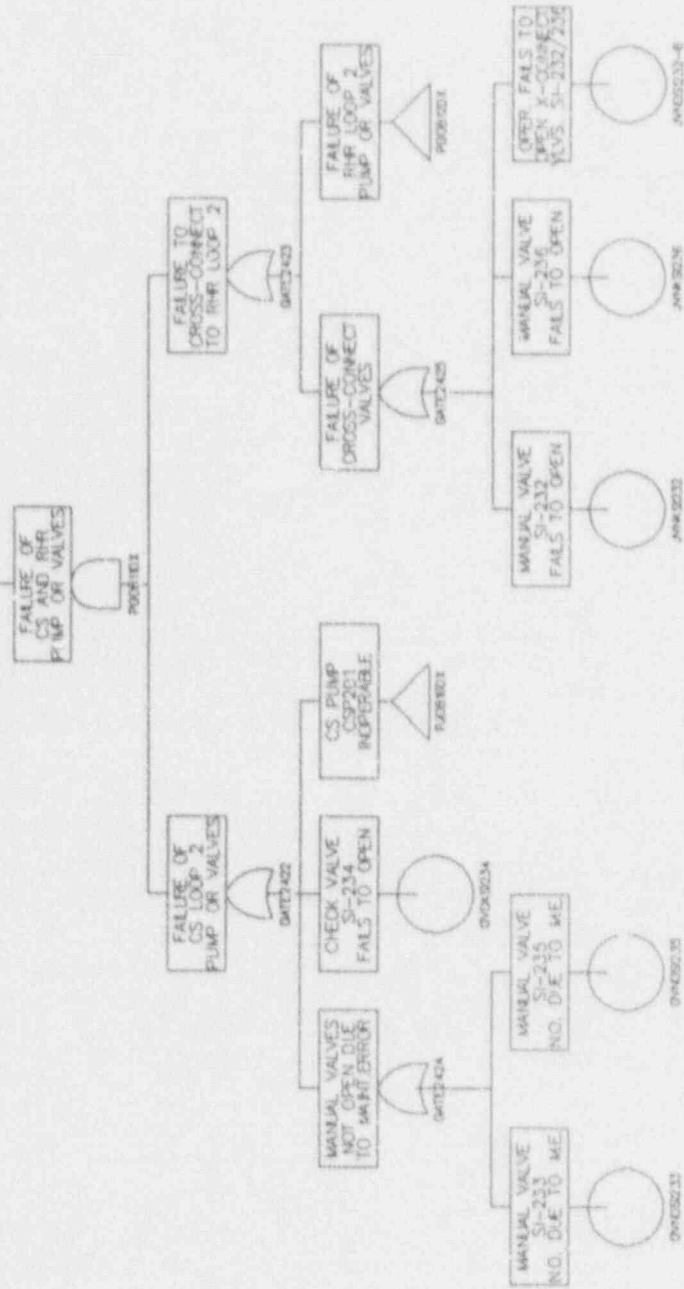 FAILURE OF
CS AND RHR
PUMP OR VALVES
FAILURE OF
CS LOOP 2
PUMP OR VALVES
GATE2422
FAILURE TO
CROSS-CONNECT
TO RHR LOOP 2
GATE2423
MANUAL VALVES
NOT OPEN DUE
TO MAINT.ERROR
GATE2424
CHECK VALVE
SI-234
FAILS TO OPEN
CS PUMP
CSP201
INOPERABLE
FAILURE OF
CROSS-CONNECT
VALVES
GATE2425
FAILURE OF
RHR LOOP 2
PUMP OR VALVES
MANUAL VALVE
SI-233
N.O. DUE TO M.E.
MANUAL VALVE
SI-235
N.O. DUE TO M.E.
MANUAL VALVE
SI-232
FAILS TO OPEN
MANUAL VALVE
SI-236
FAILS TO OPEN
OPER FAILS TO
OPEN X-CONNECT
VLVS. SI-232/236